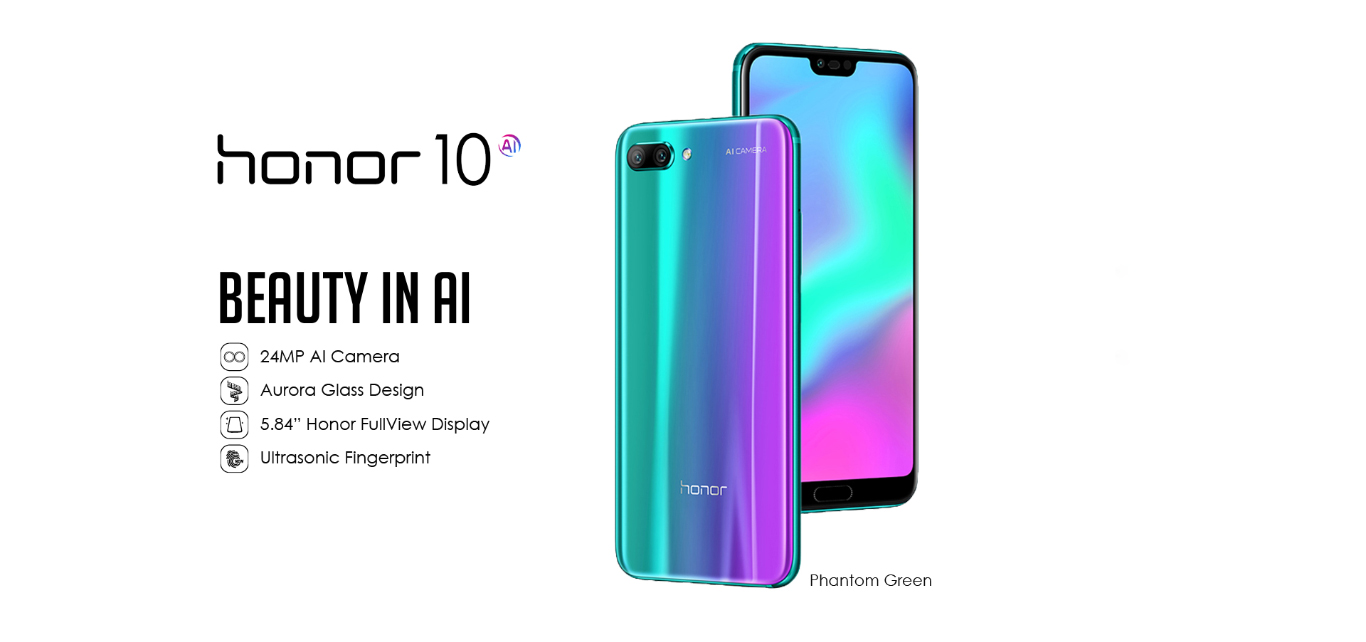 honor 10 AI
BEAUTY IN AI
24MP AI Camera
Aurora Glass Design
5.84” Honor FullView Display
Ultrasonic Fingerprint
AI CAMERA
honor
Phantom Green